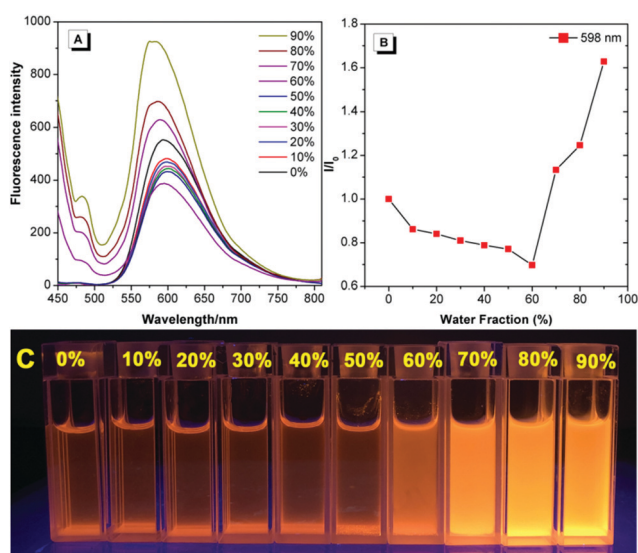 A
90%
80%
70%
60%
50%
40%
30%
20%
10%
0%
Fluorescence intensity
1000
800
600
400
200
0
450 500 550 600 650 700 750 800
Wavelength/nm
B
598 nm
I/I0
1.8
1.6
1.4
1.2
1.0
0.8
0.6
0 20 40 60 80 100
Water Fraction (%)
C 0% 10% 20% 30% 40% 50% 60% 70% 80% 90%